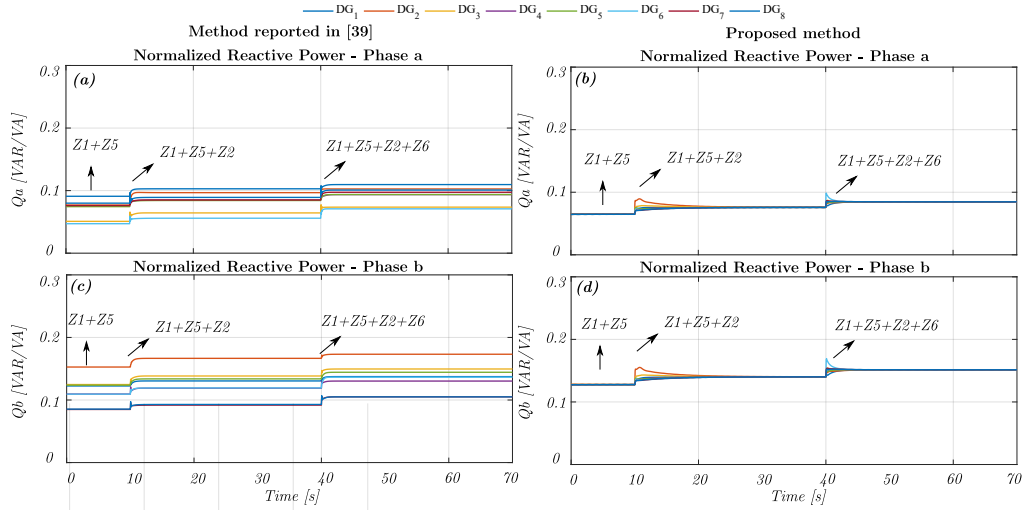 DG1 DG2 DG3 DG4 DG5 DG6 DG7 DG8
Method reported in [39]
Proposed method
Normalized Reactive Power - Phase a
(a)
0.3
0.2
0.1
0
Qa [VAR/VA]
Z1+Z5
Z1+Z5+Z2
Z1+Z5+Z2+Z6
Normalized Reactive Power - Phase a
(b)
0.3
0.2
0.1
0
Qa [VAR/VA]
Z1+Z5
Z1+Z5+Z2
Z1+Z5+Z2+Z6
Normalized Reactive Power - Phase b
(c)
0.3
0.2
0.1
0
Qb [VAR/VA]
Z1+Z5
Z1+Z5+Z2
Z1+Z5+Z2+Z6
0 10 20 30 40 50 60 70
Time [s]
Normalized Reactive Power - Phase b
(d)
0.3
0.2
0.1
0
Qb [VAR/VA]
Z1+Z5
Z1+Z5+Z2
Z1+Z5+Z2+Z6
0 10 20 30 40 50 60 70
Time [s]